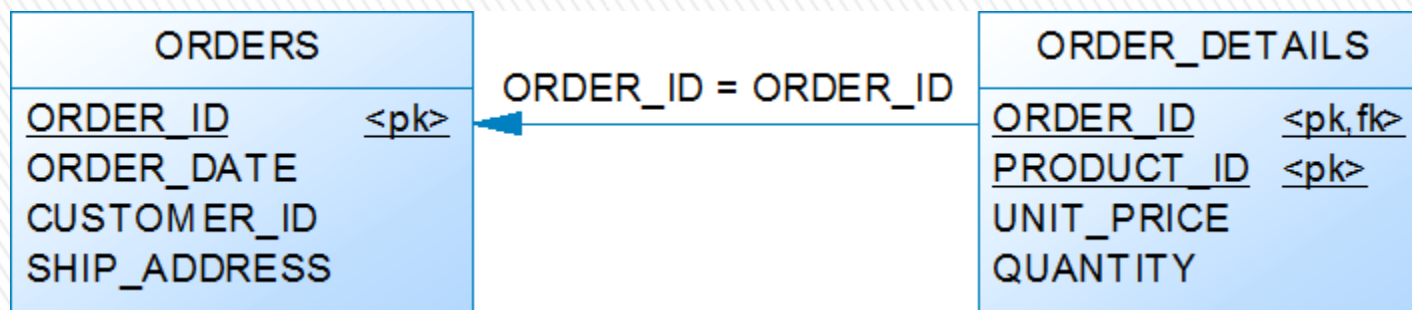 ORDERS
ORDER_ID <pk>
ORDER_DATE
CUSTOMER_ID
SHIP_ADDRESS
ORDER_ID = ORDER_ID
ORDER_DETAILS
ORDER_ID <pk,fk>
PRODUCT_ID <pk>
UNIT_PRICE
QUANTITY